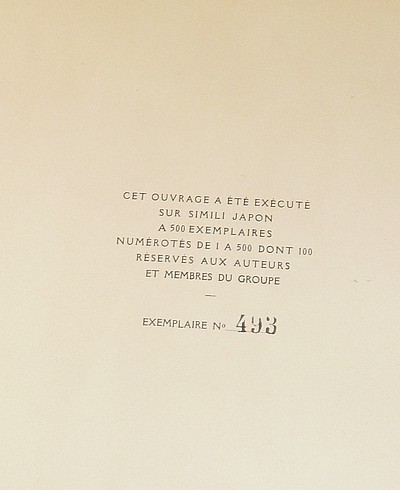 CET OUVRAGE A ÉTÉ EXÉCUTÉ
SUR SIMILI JAPON
A 500 EXEMPLAIRES
NUMÉROTÉS DE 1 A 500 DONT 100
RÉSERVÉS AUX AUTEURS
ET MEMBRES DU GROUPE
—
EXEMPLAIRE Nº 493